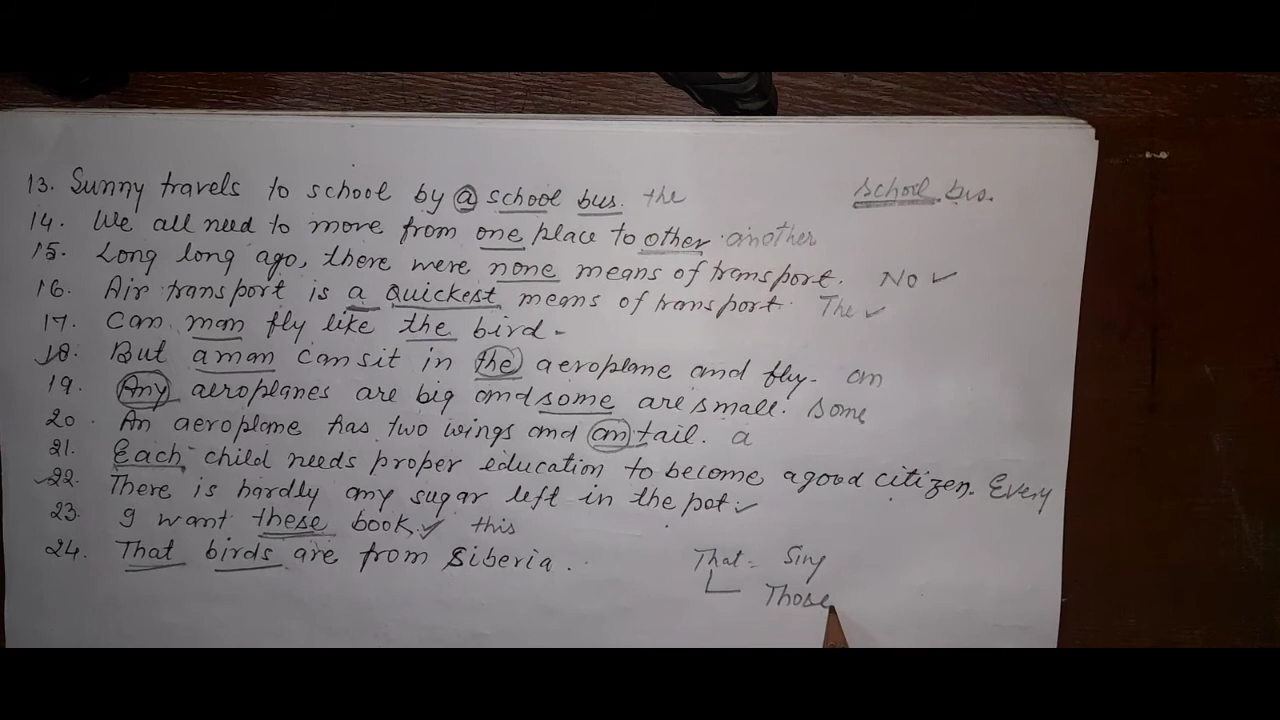 13. Sunny travels to school by a school bus. the school bus.
14. We all need to move from one place to other. another
15. Long long ago, there were none means of transport. No ✓
16. Air transport is a quickest means of transport. The ✓
17. Can man fly like the bird.
18. But a man can sit in the aeroplane and fly. an
19. Any aeroplanes are big and some are small. Some
20. An aeroplane has two wings and an tail. a
21. Each child needs proper education to become a good citizen. Every
22. There is hardly any sugar left in the pot. ✓
23. I want these book. ✓ this
24. That birds are from Siberia.
That = Sing
Those